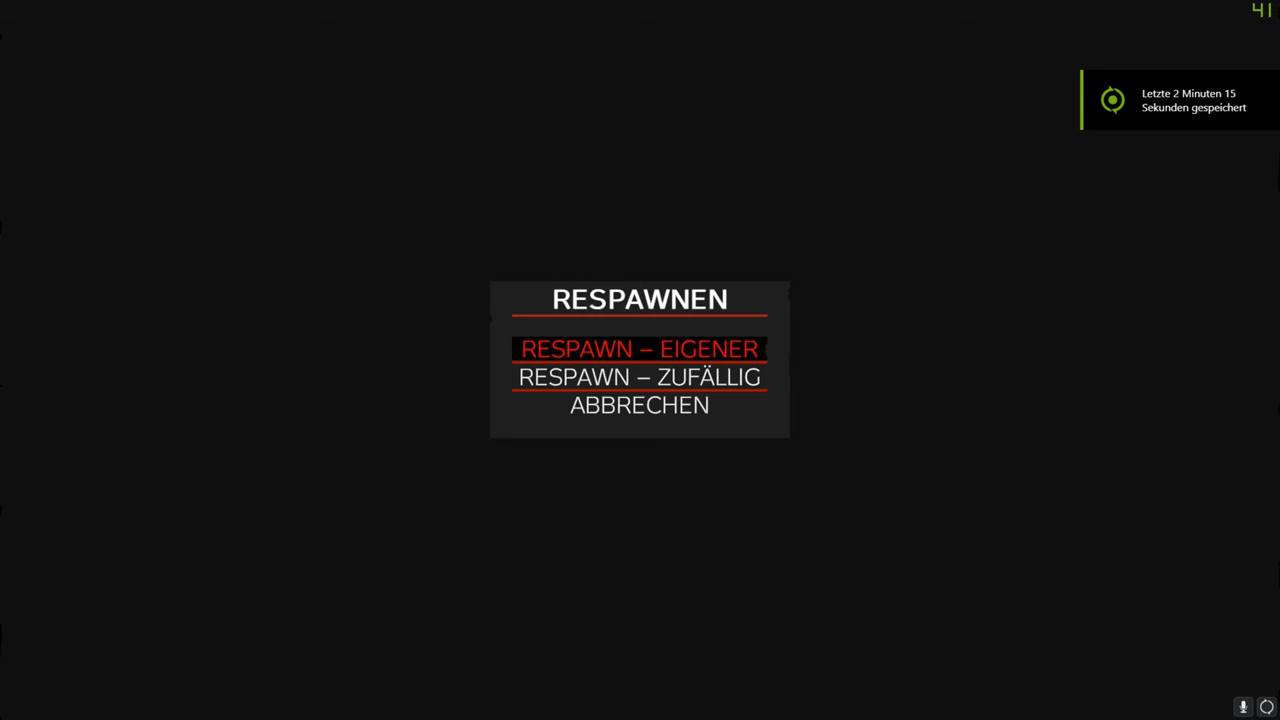 41
Letzte 2 Minuten 15
Sekunden gespeichert
RESPAWNEN
RESPAWN – EIGENER
RESPAWN – ZUFÄLLIG
ABBRECHEN